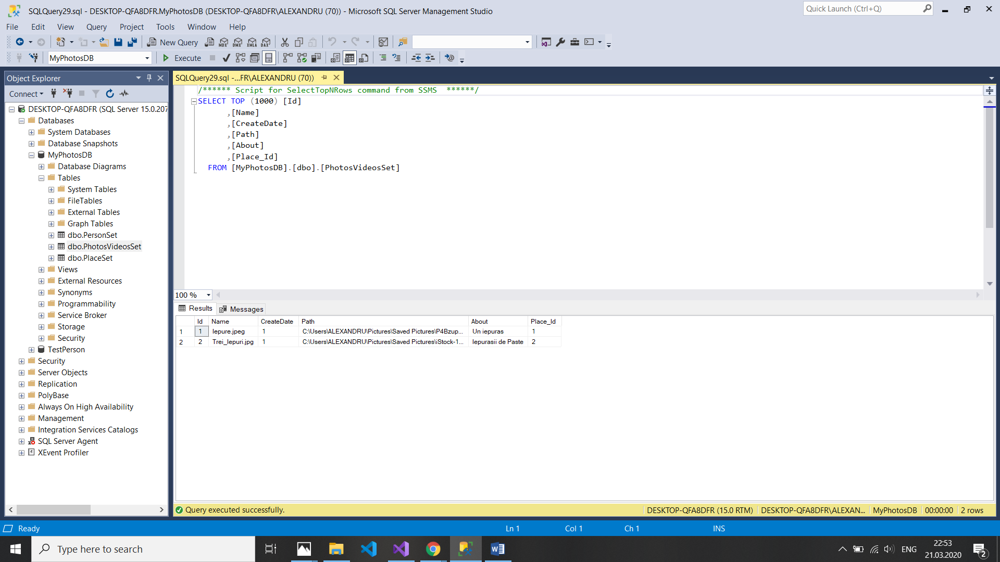 SQLQuery29.sql - DESKTOP-QFA8DFR.MyPhotosDB (DESKTOP-QFA8DFR\ALEXANDRU (70)) - Microsoft SQL Server Management Studio
Quick Launch (Ctrl+Q)
File Edit View Query Project Tools Window Help
New Query MDX DMX XMLA DAX
MyPhotosDB Execute
Object Explorer
Connect
DESKTOP-QFA8DFR (SQL Server 15.0.207
Databases
System Databases
Database Snapshots
MyPhotosDB
Database Diagrams
Tables
System Tables
FileTables
External Tables
Graph Tables
dbo.PersonSet
dbo.PhotosVideosSet
dbo.PlaceSet
Views
External Resources
Synonyms
Programmability
Service Broker
Storage
Security
TestPerson
Security
Server Objects
Replication
PolyBase
Always On High Availability
Management
Integration Services Catalogs
SQL Server Agent
XEvent Profiler
SQLQuery29.sql -...FR\ALEXANDRU (70))
/****** Script for SelectTopNRows command from SSMS ******/
SELECT TOP (1000) [Id]
,[Name]
,[CreateDate]
,[Path]
,[About]
,[Place_Id]
FROM [MyPhotosDB].[dbo].[PhotosVideosSet]
100 %
Results Messages
Id Name CreateDate Path About Place_Id
1 1 Iepure.jpeg 1 C:\Users\ALEXANDRU\Pictures\Saved Pictures\P4Bzup... Un iepuras 1
2 2 Trei_Iepuri.jpg 1 C:\Users\ALEXANDRU\Pictures\Saved Pictures\iStock-1... Iepurasii de Paste 2
Query executed successfully. DESKTOP-QFA8DFR (15.0 RTM) DESKTOP-QFA8DFR\ALEXAN... MyPhotosDB 00:00:00 2 rows
Ready Ln 1 Col 1 Ch 1 INS
Type here to search
ENG
22:53
21.03.2020
2